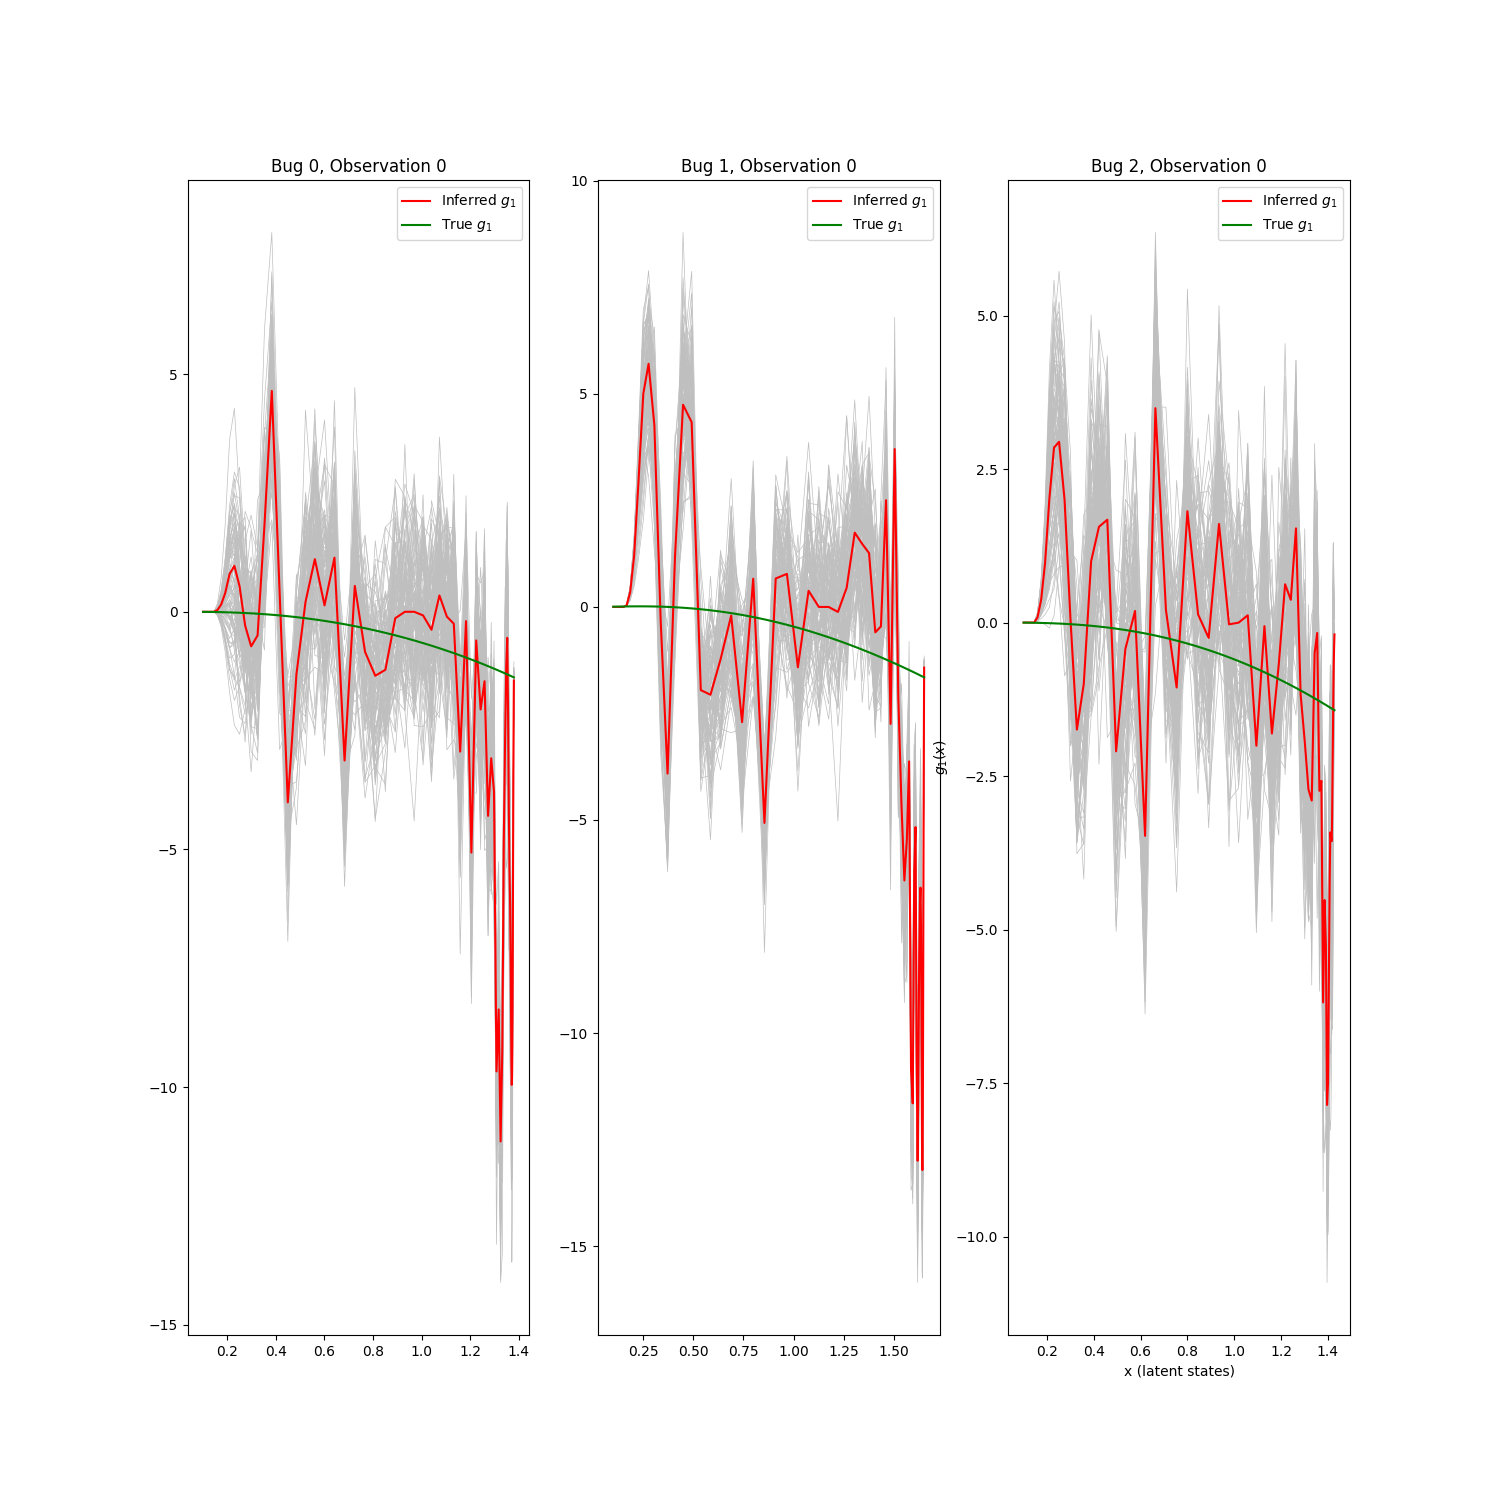 Bug 0, Observation 0
Inferred g₁
True g₁
5
0
−5
−10
−15
0.2 0.4 0.6 0.8 1.0 1.2 1.4
Bug 1, Observation 0
Inferred g₁
True g₁
10
5
0
−5
−10
−15
0.25 0.50 0.75 1.00 1.25 1.50
Bug 2, Observation 0
Inferred g₁
True g₁
g₁(x)
5.0
2.5
0.0
−2.5
−5.0
−7.5
−10.0
0.2 0.4 0.6 0.8 1.0 1.2 1.4
x (latent states)